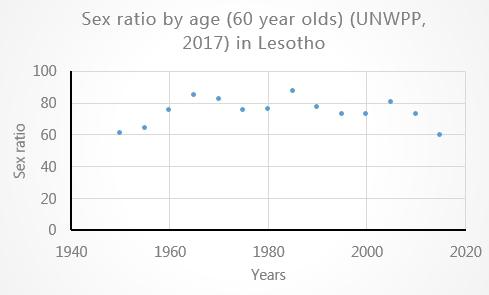 Sex ratio by age (60 year olds) (UNWPP,
2017) in Lesotho
100
80
60
40
20
0
Sex ratio
1940 1960 1980 2000 2020
Years